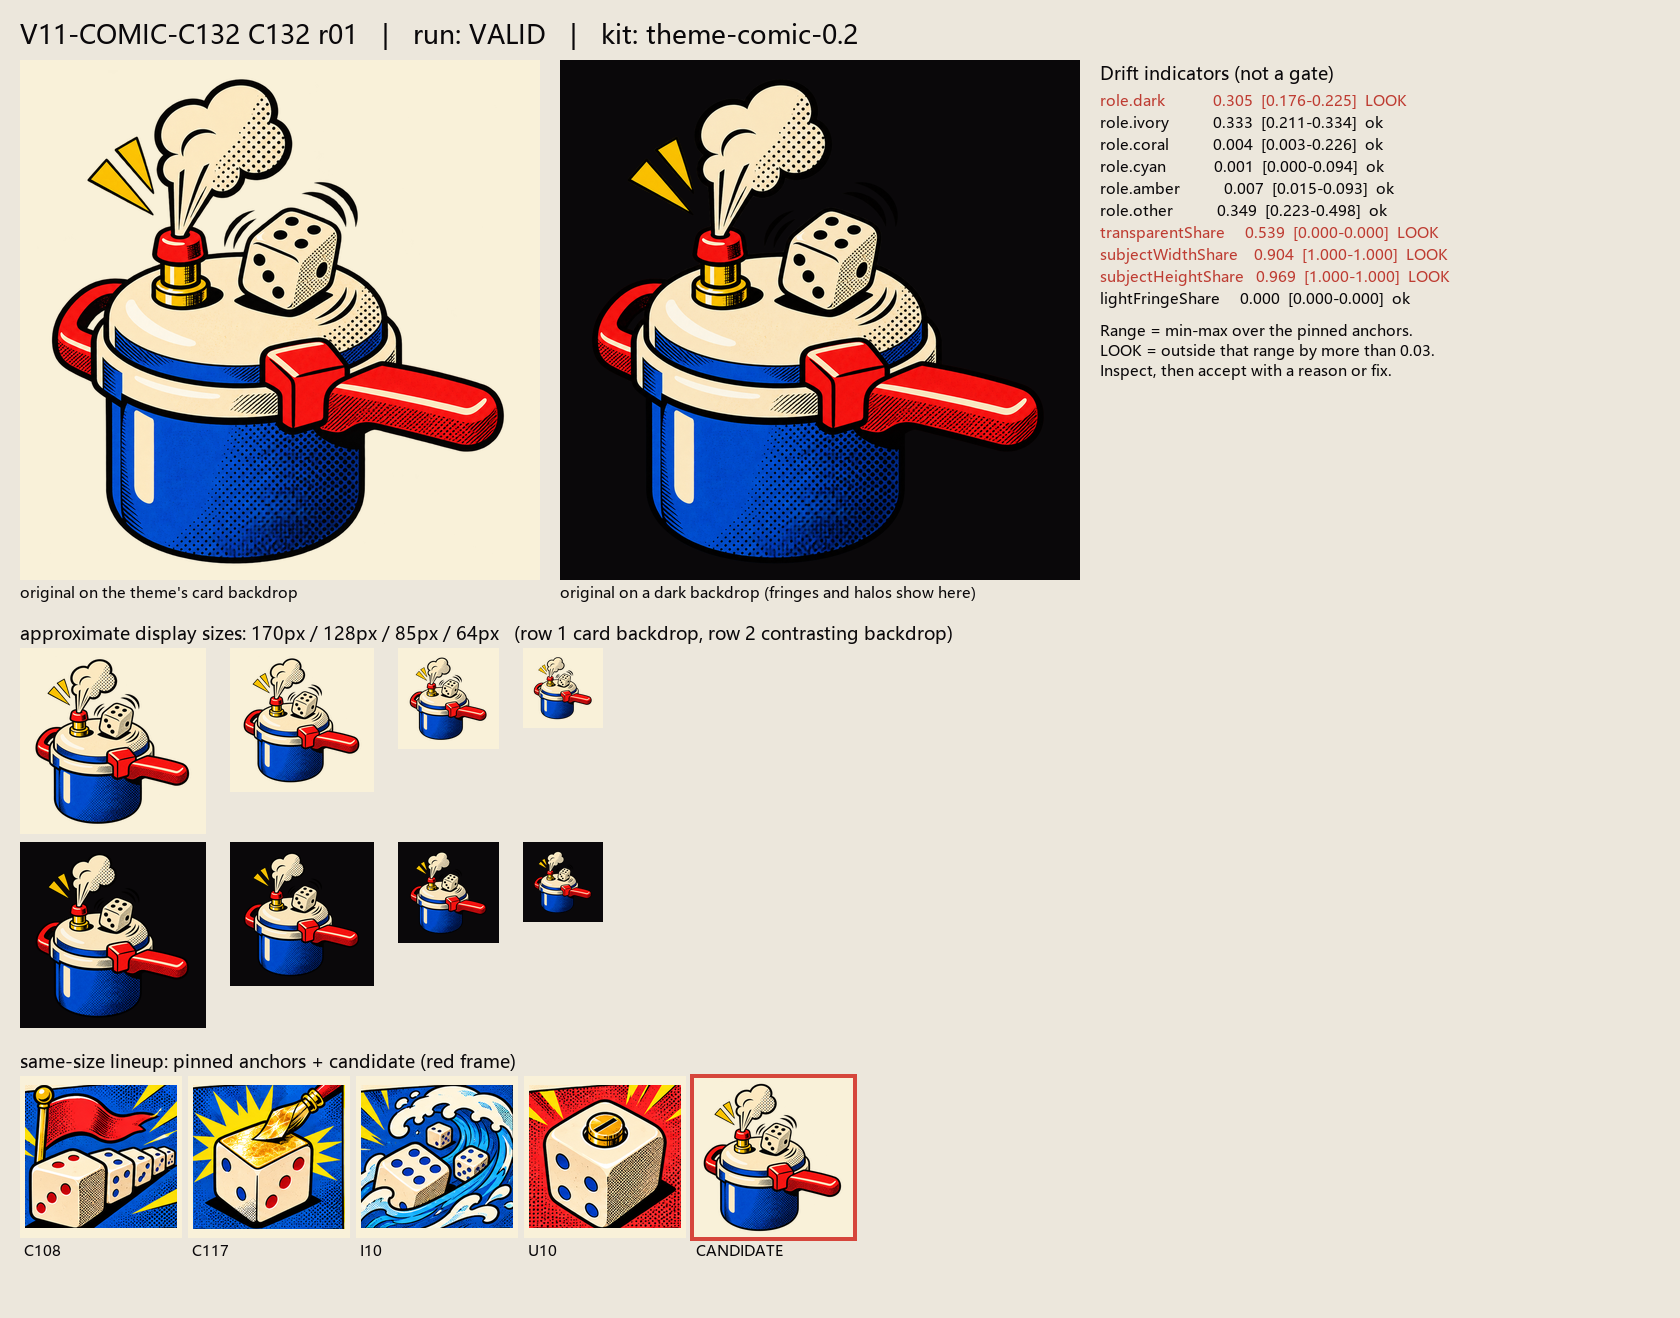 V11-COMIC-C132 C132 r01 | run: VALID | kit: theme-comic-0.2
Drift indicators (not a gate)
role.dark 0.305 [0.176-0.225] LOOK
role.ivory 0.333 [0.211-0.334] ok
role.coral 0.004 [0.003-0.226] ok
role.cyan 0.001 [0.000-0.094] ok
role.amber 0.007 [0.015-0.093] ok
role.other 0.349 [0.223-0.498] ok
transparentShare 0.539 [0.000-0.000] LOOK
subjectWidthShare 0.904 [1.000-1.000] LOOK
subjectHeightShare 0.969 [1.000-1.000] LOOK
lightFringeShare 0.000 [0.000-0.000] ok
Range = min-max over the pinned anchors.
LOOK = outside that range by more than 0.03.
Inspect, then accept with a reason or fix.
original on the theme's card backdrop
original on a dark backdrop (fringes and halos show here)
approximate display sizes: 170px / 128px / 85px / 64px (row 1 card backdrop, row 2 contrasting backdrop)
same-size lineup: pinned anchors + candidate (red frame)
C108
C117
I10
U10
CANDIDATE